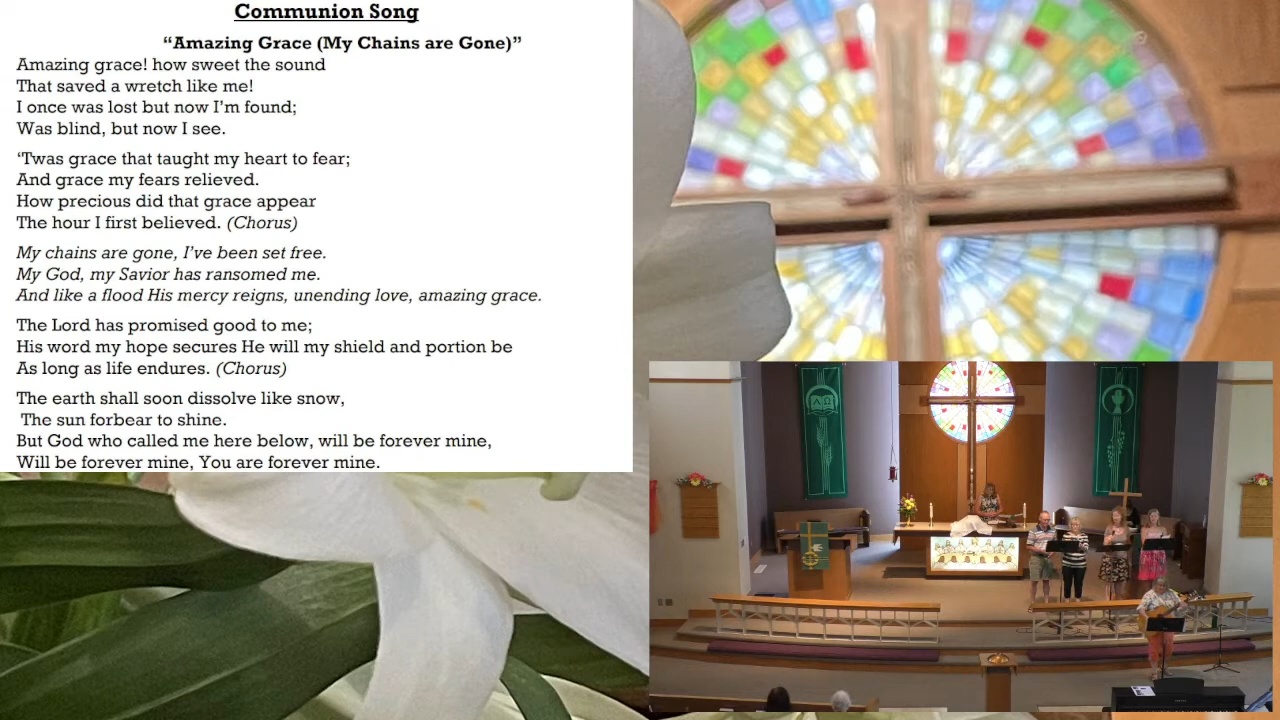 Communion Song
“Amazing Grace (My Chains are Gone)”
Amazing grace! how sweet the sound
That saved a wretch like me!
I once was lost but now I’m found;
Was blind, but now I see.
‘Twas grace that taught my heart to fear;
And grace my fears relieved.
How precious did that grace appear
The hour I first believed. (Chorus)
My chains are gone, I’ve been set free.
My God, my Savior has ransomed me.
And like a flood His mercy reigns, unending love, amazing grace.
The Lord has promised good to me;
His word my hope secures He will my shield and portion be
As long as life endures. (Chorus)
The earth shall soon dissolve like snow,
The sun forbear to shine.
But God who called me here below, will be forever mine,
Will be forever mine, You are forever mine.
ΑΩ